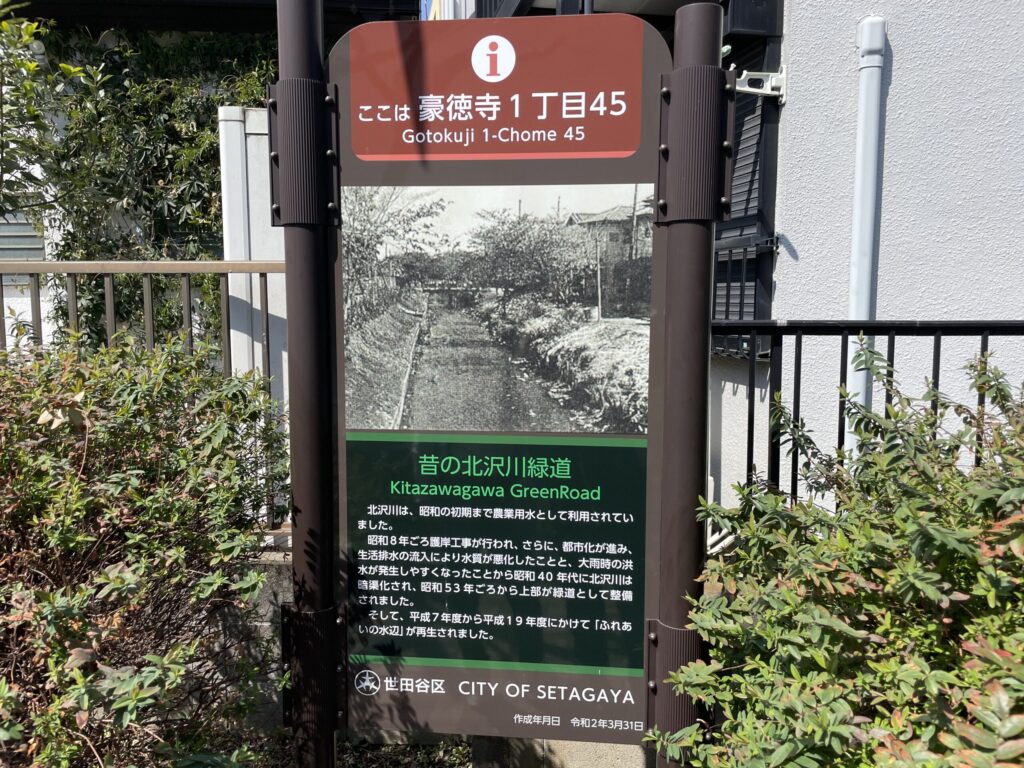 i
ここは 豪徳寺1丁目45
Gotokuji 1-Chome 45
昔の北沢川緑道
Kitazawagawa GreenRoad
北沢川は、昭和の初期まで農業用水として利用されてい
ました。
昭和8年ごろ護岸工事が行われ、さらに、都市化が進み、
生活排水の流入により水質が悪化したことと、大雨時の洪
水が発生しやすくなったことから昭和40年代に北沢川は
暗渠化され、昭和53年ごろから上部が緑道として整備
されました。
そして、平成7年度から平成19年度にかけて「ふれあ
いの水辺」が再生されました。
世田谷区 CITY OF SETAGAYA
作成年月日 令和2年3月31日